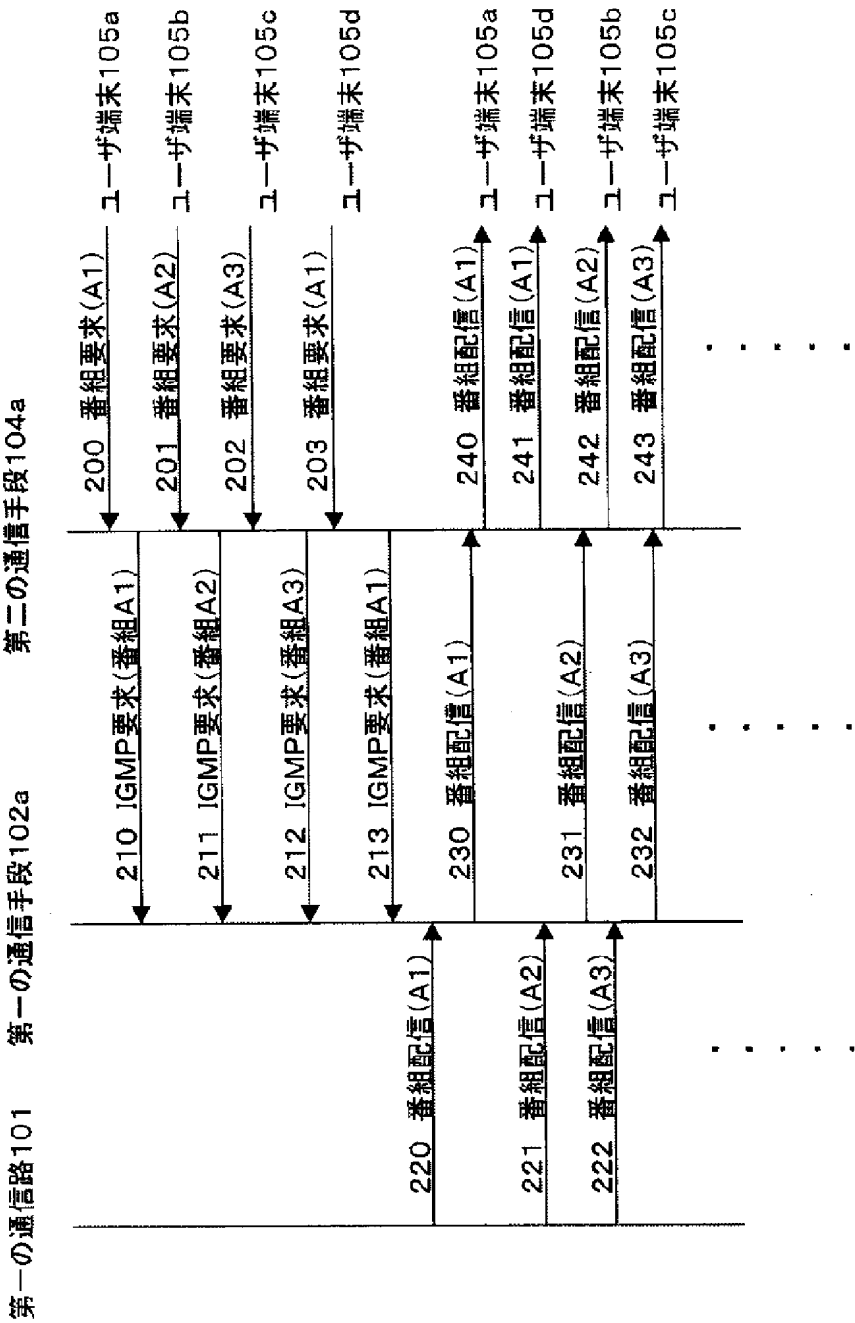 第一の通信路101
第一の通信手段102a
第二の通信手段104a
200 番組要求(A1)
ユーザ端末105a
210 IGMP要求(番組A1)
201 番組要求(A2)
ユーザ端末105b
211 IGMP要求(番組A2)
202 番組要求(A3)
ユーザ端末105c
212 IGMP要求(番組A3)
203 番組要求(A1)
ユーザ端末105d
213 IGMP要求(番組A1)
220 番組配信(A1)
230 番組配信(A1)
240 番組配信(A1)
ユーザ端末105a
241 番組配信(A1)
ユーザ端末105d
221 番組配信(A2)
231 番組配信(A2)
242 番組配信(A2)
ユーザ端末105b
222 番組配信(A3)
232 番組配信(A3)
243 番組配信(A3)
ユーザ端末105c